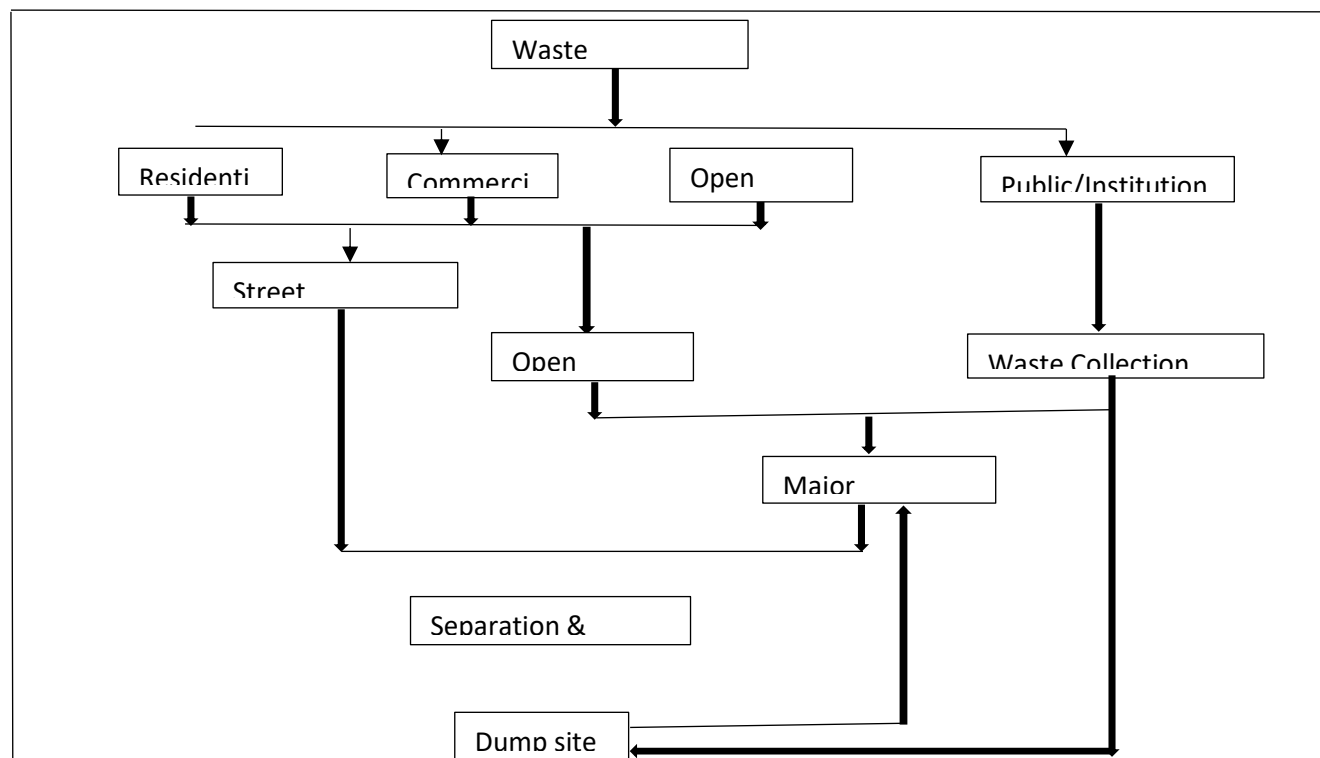 Waste
Residenti
Commerci
Open
Public/Institution
Street
Open
Waste Collection
Major
Separation &
Dump site